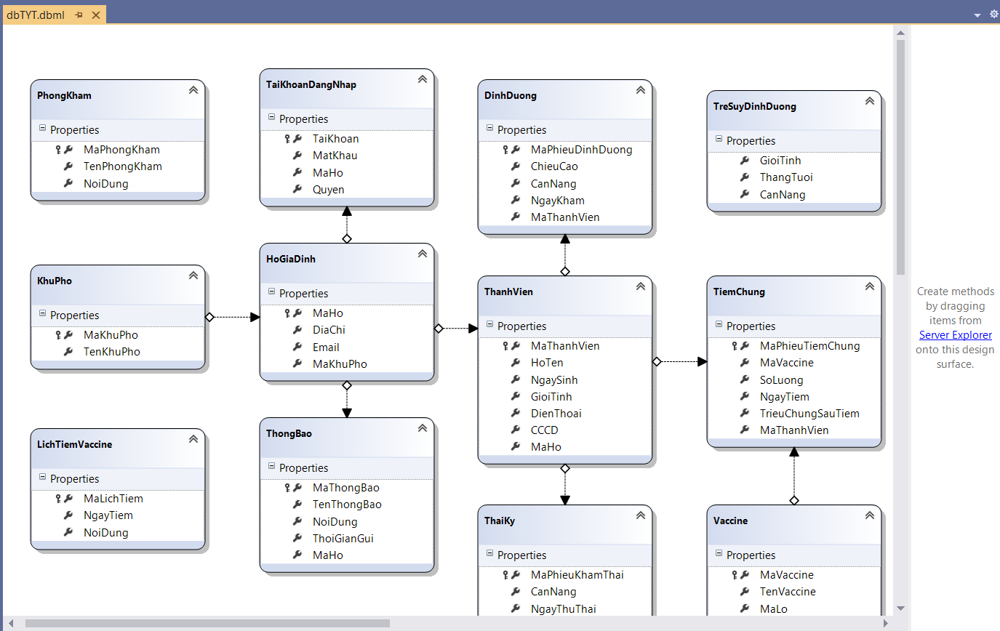 dbTYT.dbml
PhongKham
Properties
MaPhongKham
TenPhongKham
NoiDung
TaiKhoanDangNhap
Properties
TaiKhoan
MatKhau
MaHo
Quyen
DinhDuong
Properties
MaPhieuDinhDuong
ChieuCao
CanNang
NgayKham
MaThanhVien
TreSuyDinhDuong
Properties
GioiTinh
ThangTuoi
CanNang
KhuPho
Properties
MaKhuPho
TenKhuPho
HoGiaDinh
Properties
MaHo
DiaChi
Email
MaKhuPho
ThanhVien
Properties
MaThanhVien
HoTen
NgaySinh
GioiTinh
DienThoai
CCCD
MaHo
TiemChung
Properties
MaPhieuTiemChung
MaVaccine
SoLuong
NgayTiem
TrieuChungSauTiem
MaThanhVien
LichTiemVaccine
Properties
MaLichTiem
NgayTiem
NoiDung
ThongBao
Properties
MaThongBao
TenThongBao
NoiDung
ThoiGianGui
MaHo
ThaiKy
Properties
MaPhieuKhamThai
CanNang
NgayThuThai
Vaccine
Properties
MaVaccine
TenVaccine
MaLo
Create methods
by dragging
items from
Server Explorer
onto this design
surface.